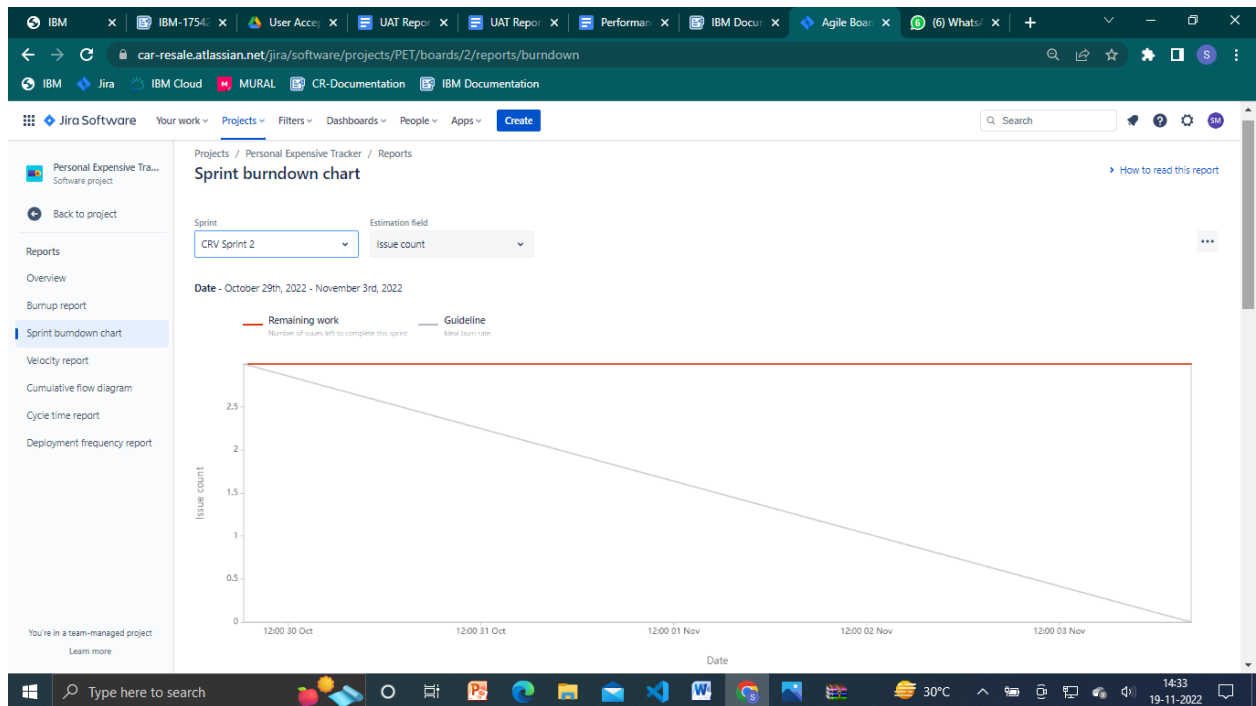 IBM
IBM-17542
User Accep
UAT Repor
UAT Repor
Performan
IBM Docum
Agile Boar
(6) WhatsA
car-resale.atlassian.net/jira/software/projects/PET/boards/2/reports/burndown
S
IBM
Jira
IBM Cloud
MURAL
CR-Documentation
IBM Documentation
Jira Software
Your work
Projects
Filters
Dashboards
People
Apps
Create
Search
SM
Personal Expensive Tra...
Software project
Back to project
Reports
Overview
Burnup report
Sprint burndown chart
Velocity report
Cumulative flow diagram
Cycle time report
Deployment frequency report
You're in a team-managed project
Learn more
Projects / Personal Expensive Tracker / Reports
Sprint burndown chart
How to read this report
Sprint
Estimation field
CRV Sprint 2
Issue count
Date - October 29th, 2022 - November 3rd, 2022
Remaining work
Number of issues left to complete this sprint
Guideline
Ideal burn rate
2.5
2
1.5
1
0.5
0
Issue count
12:00 30 Oct
12:00 31 Oct
12:00 01 Nov
12:00 02 Nov
12:00 03 Nov
Date
Type here to search
30°C
14:33
19-11-2022